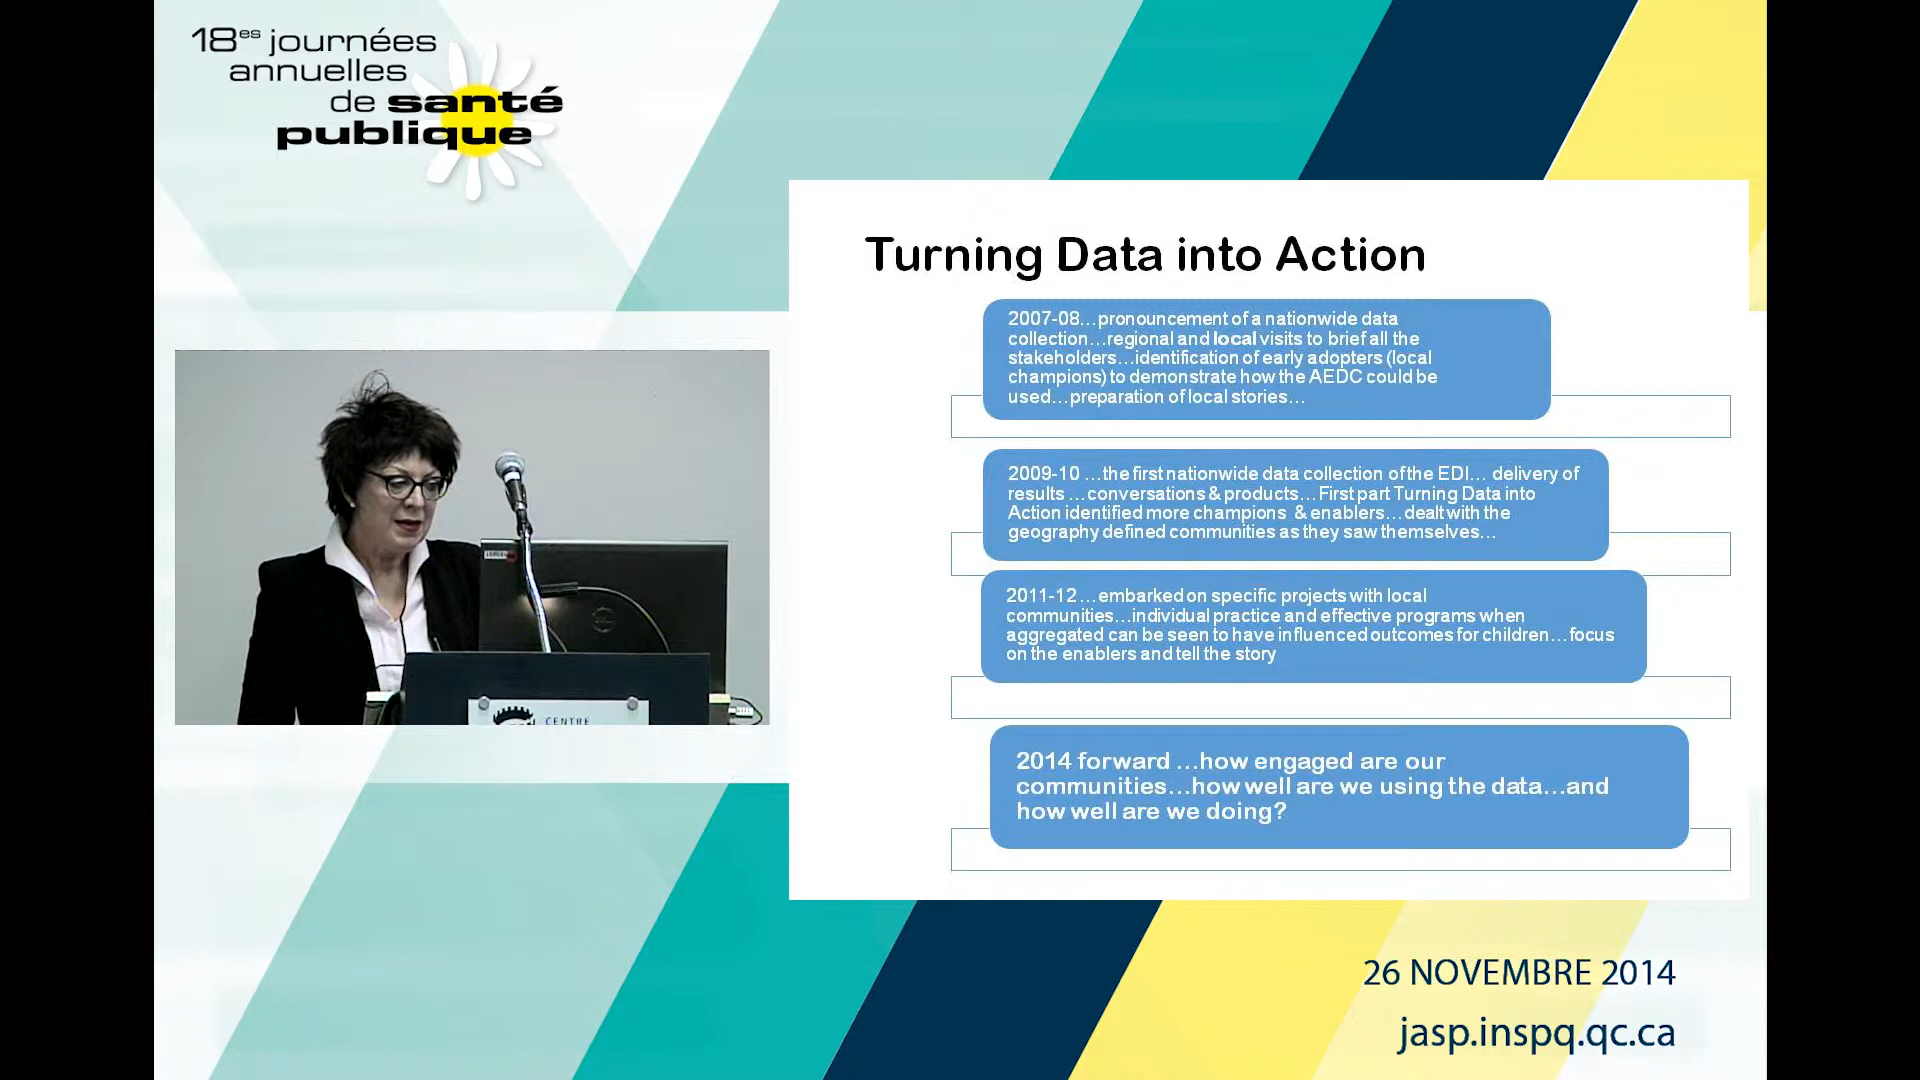 18es journées
annuelles
de santé
publique
Turning Data into Action
2007-08...pronouncement of a nationwide data
collection...regional and local visits to brief all the
stakeholders...identification of early adopters (local
champions) to demonstrate how the AEDC could be
used...preparation of local stories...
2009-10 ...the first nationwide data collection of the EDI... delivery of
results ...conversations & products... First part Turning Data into
Action identified more champions & enablers...dealt with the
geography defined communities as they saw themselves...
2011-12 ...embarked on specific projects with local
communities...individual practice and effective programs when
aggregated can be seen to have influenced outcomes for children...focus
on the enablers and tell the story
2014 forward ...how engaged are our
communities...how well are we using the data...and
how well are we doing?
CENTRE
26 NOVEMBRE 2014
jasp.inspq.qc.ca